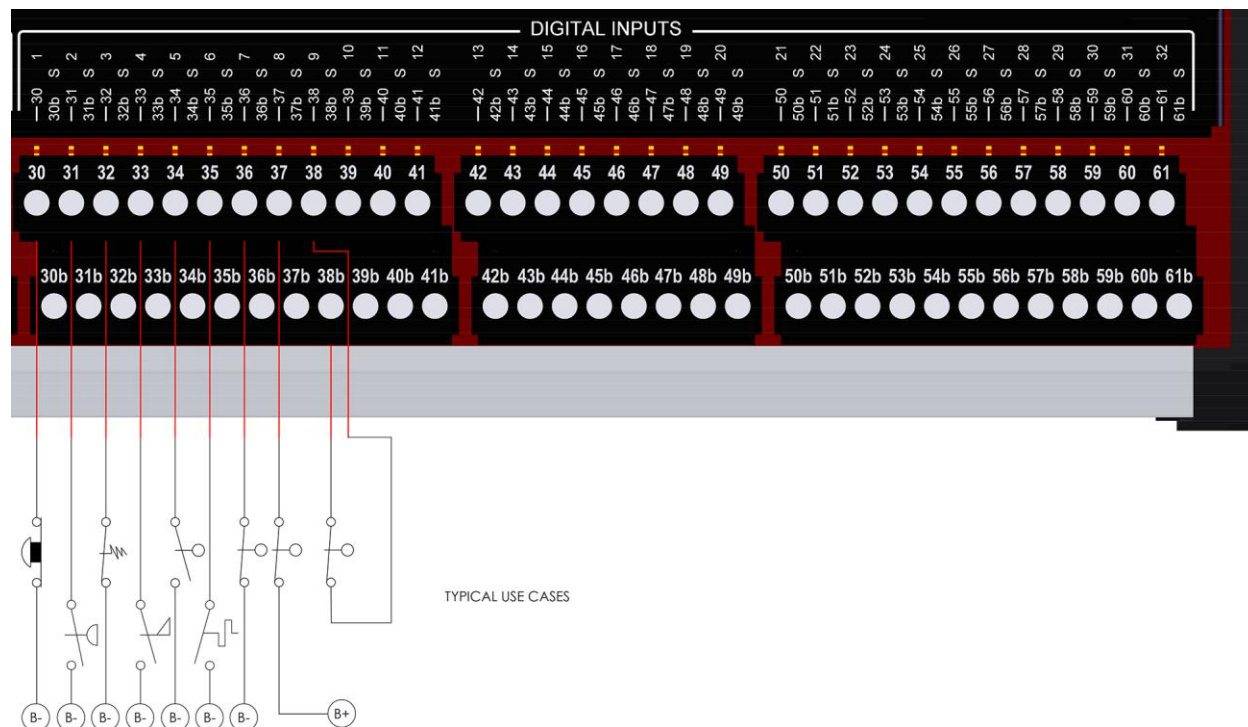 DIGITAL INPUTS
1 2 3 4 5 6 7 8 9 10 11 12 13 14 15 16 17 18 19 20 21 22 23 24 25 26 27 28 29 30 31 32
S S S S S S S S S S S S S S S S S S S S S S S S S S S S S S S S
30 31 32 33 34 35 36 37 38 39 40 41 42 43 44 45 46 47 48 49 50 51 52 53 54 55 56 57 58 59 60 61
30b 31b 32b 33b 34b 35b 36b 37b 38b 39b 40b 41b 42b 43b 44b 45b 46b 47b 48b 49b 50b 51b 52b 53b 54b 55b 56b 57b 58b 59b 60b 61b
30 31 32 33 34 35 36 37 38 39 40 41 42 43 44 45 46 47 48 49 50 51 52 53 54 55 56 57 58 59 60 61
30b 31b 32b 33b 34b 35b 36b 37b 38b 39b 40b 41b 42b 43b 44b 45b 46b 47b 48b 49b 50b 51b 52b 53b 54b 55b 56b 57b 58b 59b 60b 61b
TYPICAL USE CASES
B- B- B- B- B- B- B- B+